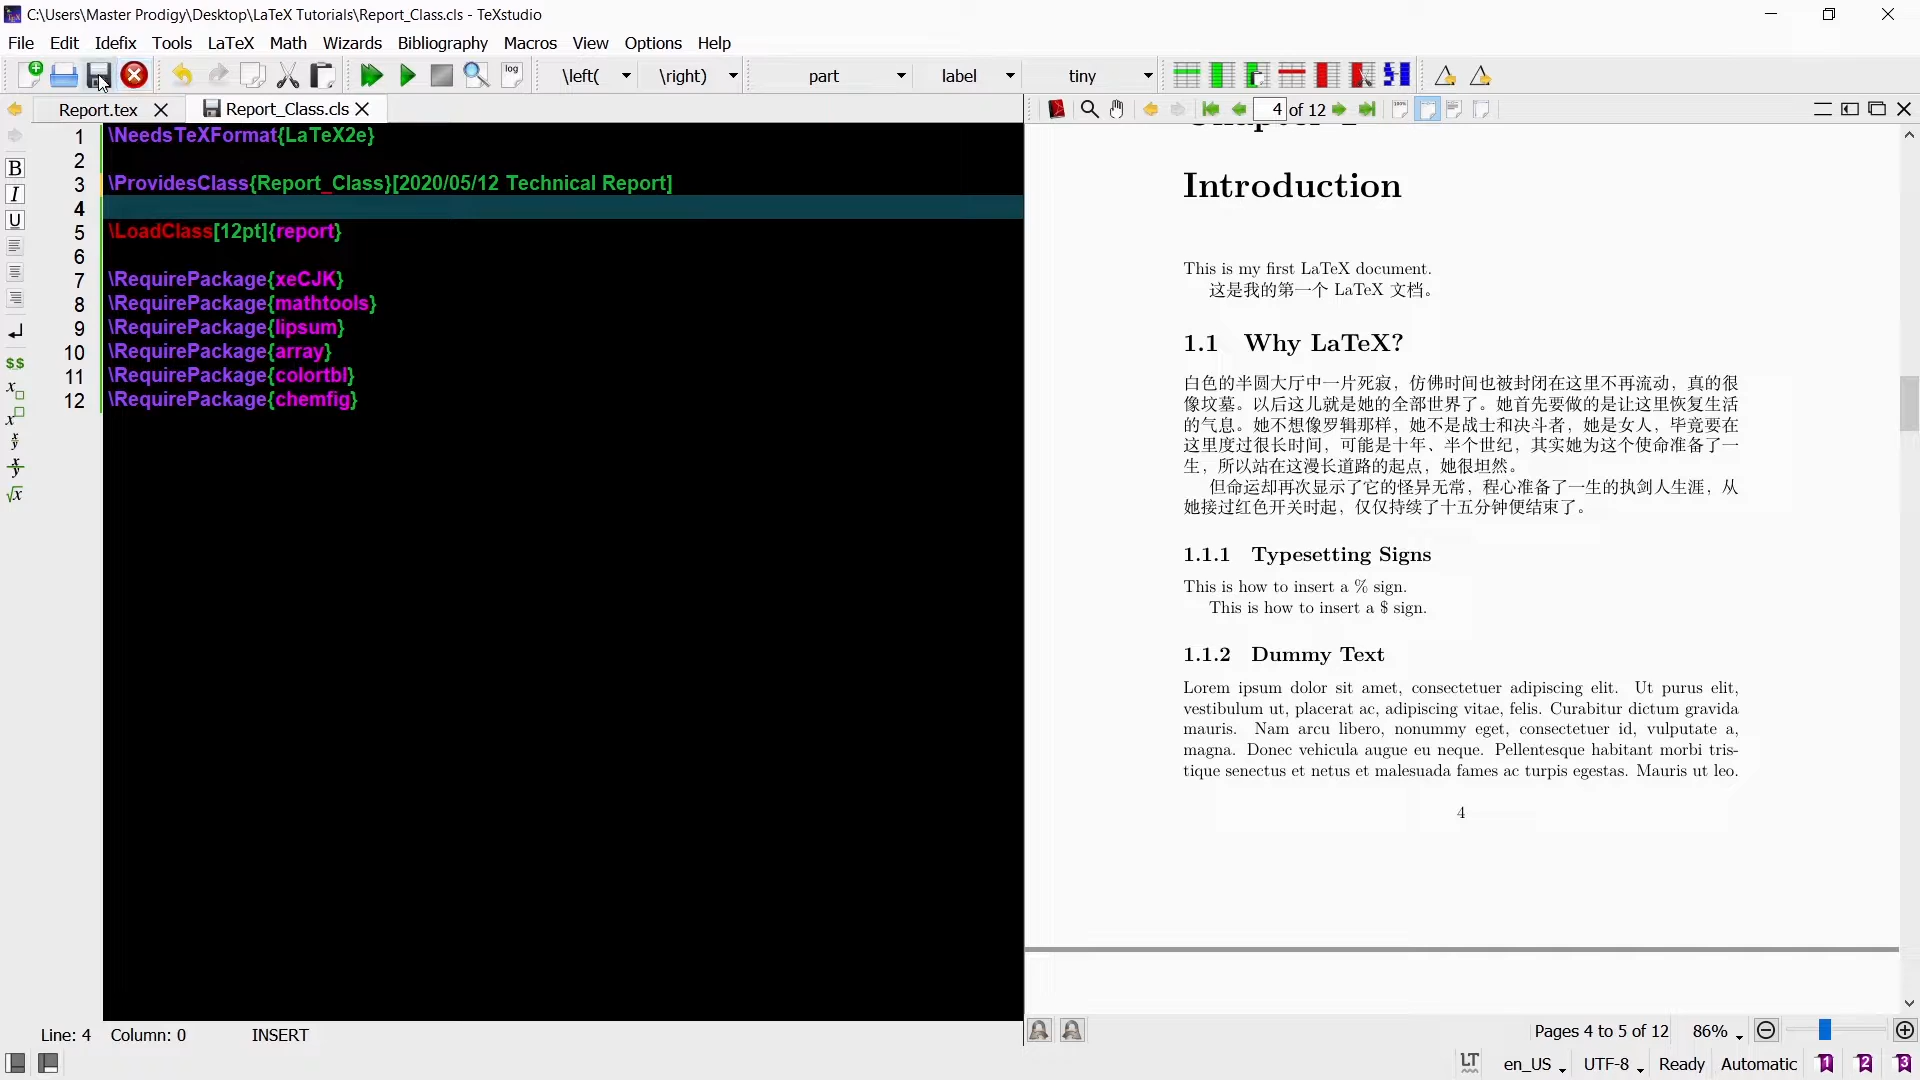 C:\Users\Master Prodigy\Desktop\LaTeX Tutorials\Report_Class.cls - TeXstudio
File Edit Idefix Tools LaTeX Math Wizards Bibliography Macros View Options Help
log \left( \right) part label tiny
Report.tex Report_Class.cls 4 of 12
1 \NeedsTeXFormat{LaTeX2e}
2
3 \ProvidesClass{Report_Class}[2020/05/12 Technical Report]
4
5 \LoadClass[12pt]{report}
6
7 \RequirePackage{xeCJK}
8 \RequirePackage{mathtools}
9 \RequirePackage{lipsum}
10 \RequirePackage{array}
11 \RequirePackage{colortbl}
12 \RequirePackage{chemfig}
Introduction
This is my first LaTeX document.
这是我的第一个 LaTeX 文档。
1.1 Why LaTeX?
白色的半圆大厅中一片死寂，仿佛时间也被封闭在这里不再流动，真的很
像坟墓。以后这儿就是她的全部世界了。她首先要做的是让这里恢复生活
的气息。她不想像罗辑那样，她不是战士和决斗者，她是女人，毕竟要在
这里度过很长时间，可能是十年、半个世纪，其实她为这个使命准备了一
生，所以站在这漫长道路的起点，她很坦然。
但命运却再次显示了它的怪异无常，程心准备了一生的执剑人生涯，从
她接过红色开关时起，仅仅持续了十五分钟便结束了。
1.1.1 Typesetting Signs
This is how to insert a % sign.
This is how to insert a $ sign.
1.1.2 Dummy Text
Lorem ipsum dolor sit amet, consectetuer adipiscing elit. Ut purus elit,
vestibulum ut, placerat ac, adipiscing vitae, felis. Curabitur dictum gravida
mauris. Nam arcu libero, nonummy eget, consectetuer id, vulputate a,
magna. Donec vehicula augue eu neque. Pellentesque habitant morbi tris-
tique senectus et netus et malesuada fames ac turpis egestas. Mauris ut leo.
4
Line: 4 Column: 0 INSERT
Pages 4 to 5 of 12 86%
LT en_US UTF-8 Ready Automatic 1 2 3